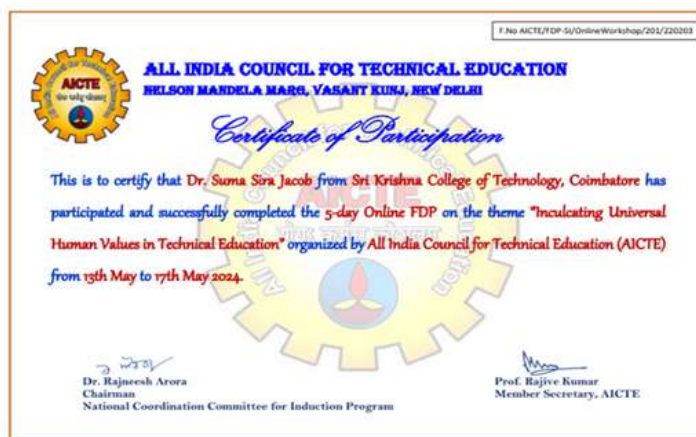 F.No AICTE/FDP-SI/OnlineWorkshop/201/220203
AICTE
ALL INDIA COUNCIL FOR TECHNICAL EDUCATION
NELSON MANDELA MARG, VASANT KUNJ, NEW DELHI
Certificate of Participation
This is to certify that Dr. Suma Sira Jacob from Sri Krishna College of Technology, Coimbatore has
participated and successfully completed the 5-day Online FDP on the theme "Inculcating Universal
Human Values in Technical Education" organized by All India Council for Technical Education (AICTE)
from 13th May to 17th May 2024.
Dr. Rajneesh Arora
Chairman
National Coordination Committee for Induction Program
Prof. Rajive Kumar
Member Secretary, AICTE